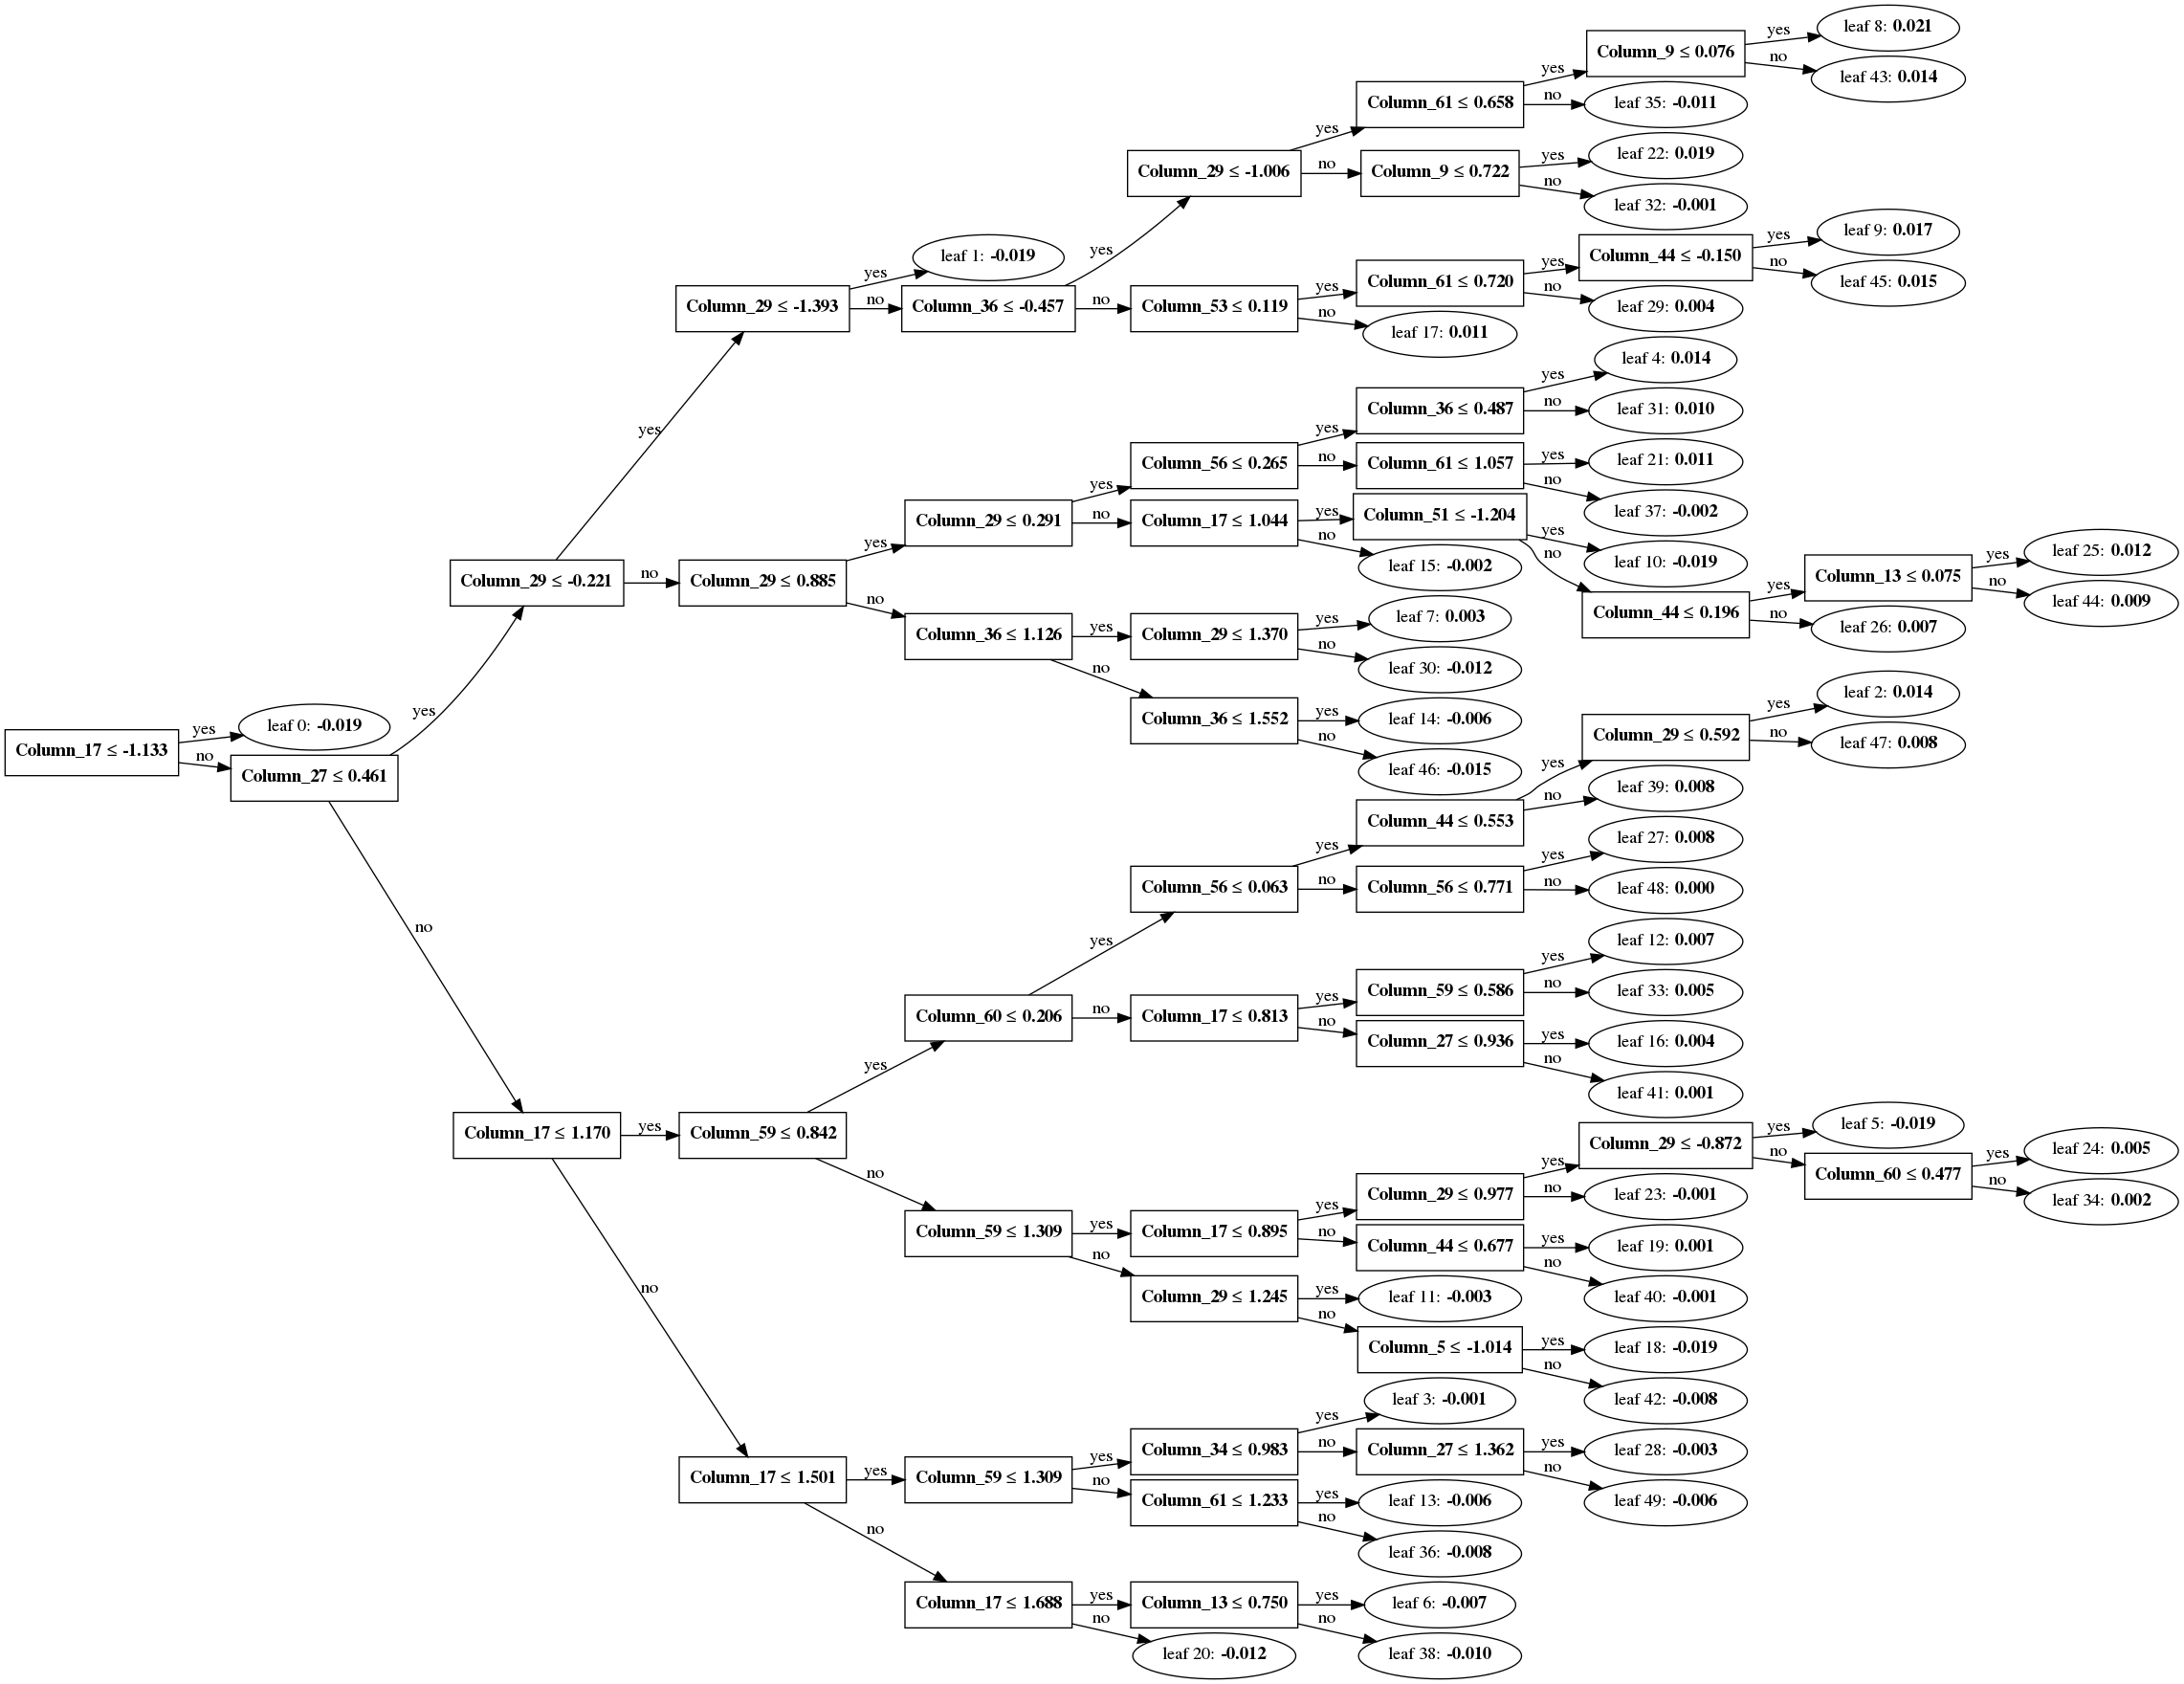 Column_17 ≤ -1.133
yes
leaf 0: -0.019
no
Column_27 ≤ 0.461
yes
Column_29 ≤ -0.221
yes
Column_29 ≤ -1.393
yes
leaf 1: -0.019
no
Column_36 ≤ -0.457
yes
Column_29 ≤ -1.006
yes
Column_61 ≤ 0.658
yes
Column_9 ≤ 0.076
yes
leaf 8: 0.021
no
leaf 43: 0.014
no
leaf 35: -0.011
no
Column_9 ≤ 0.722
yes
leaf 22: 0.019
no
leaf 32: -0.001
no
Column_53 ≤ 0.119
yes
Column_61 ≤ 0.720
yes
Column_44 ≤ -0.150
yes
leaf 9: 0.017
no
leaf 45: 0.015
no
leaf 29: 0.004
no
leaf 17: 0.011
no
Column_29 ≤ 0.885
yes
Column_29 ≤ 0.291
yes
Column_56 ≤ 0.265
yes
Column_36 ≤ 0.487
yes
leaf 4: 0.014
no
leaf 31: 0.010
no
Column_61 ≤ 1.057
yes
leaf 21: 0.011
no
leaf 37: -0.002
no
Column_17 ≤ 1.044
yes
Column_51 ≤ -1.204
yes
leaf 10: -0.019
no
Column_44 ≤ 0.196
yes
Column_13 ≤ 0.075
yes
leaf 25: 0.012
no
leaf 44: 0.009
no
leaf 26: 0.007
no
leaf 15: -0.002
no
Column_36 ≤ 1.126
yes
Column_29 ≤ 1.370
yes
leaf 7: 0.003
no
leaf 30: -0.012
no
Column_36 ≤ 1.552
yes
leaf 14: -0.006
no
leaf 46: -0.015
no
Column_17 ≤ 1.170
yes
Column_59 ≤ 0.842
yes
Column_60 ≤ 0.206
yes
Column_56 ≤ 0.063
yes
Column_44 ≤ 0.553
yes
Column_29 ≤ 0.592
yes
leaf 2: 0.014
no
leaf 47: 0.008
no
leaf 39: 0.008
no
Column_56 ≤ 0.771
yes
leaf 27: 0.008
no
leaf 48: 0.000
no
Column_17 ≤ 0.813
yes
Column_59 ≤ 0.586
yes
leaf 12: 0.007
no
leaf 33: 0.005
no
Column_27 ≤ 0.936
yes
leaf 16: 0.004
no
leaf 41: 0.001
no
Column_59 ≤ 1.309
yes
Column_17 ≤ 0.895
yes
Column_29 ≤ 0.977
yes
Column_29 ≤ -0.872
yes
leaf 5: -0.019
no
Column_60 ≤ 0.477
yes
leaf 24: 0.005
no
leaf 34: 0.002
no
leaf 23: -0.001
no
Column_44 ≤ 0.677
yes
leaf 19: 0.001
no
leaf 40: -0.001
no
Column_29 ≤ 1.245
yes
leaf 11: -0.003
no
Column_5 ≤ -1.014
yes
leaf 18: -0.019
no
leaf 42: -0.008
no
Column_17 ≤ 1.501
yes
Column_59 ≤ 1.309
yes
Column_34 ≤ 0.983
yes
leaf 3: -0.001
no
Column_27 ≤ 1.362
yes
leaf 28: -0.003
no
leaf 49: -0.006
no
Column_61 ≤ 1.233
yes
leaf 13: -0.006
no
leaf 36: -0.008
no
Column_17 ≤ 1.688
yes
Column_13 ≤ 0.750
yes
leaf 6: -0.007
no
leaf 38: -0.010
no
leaf 20: -0.012